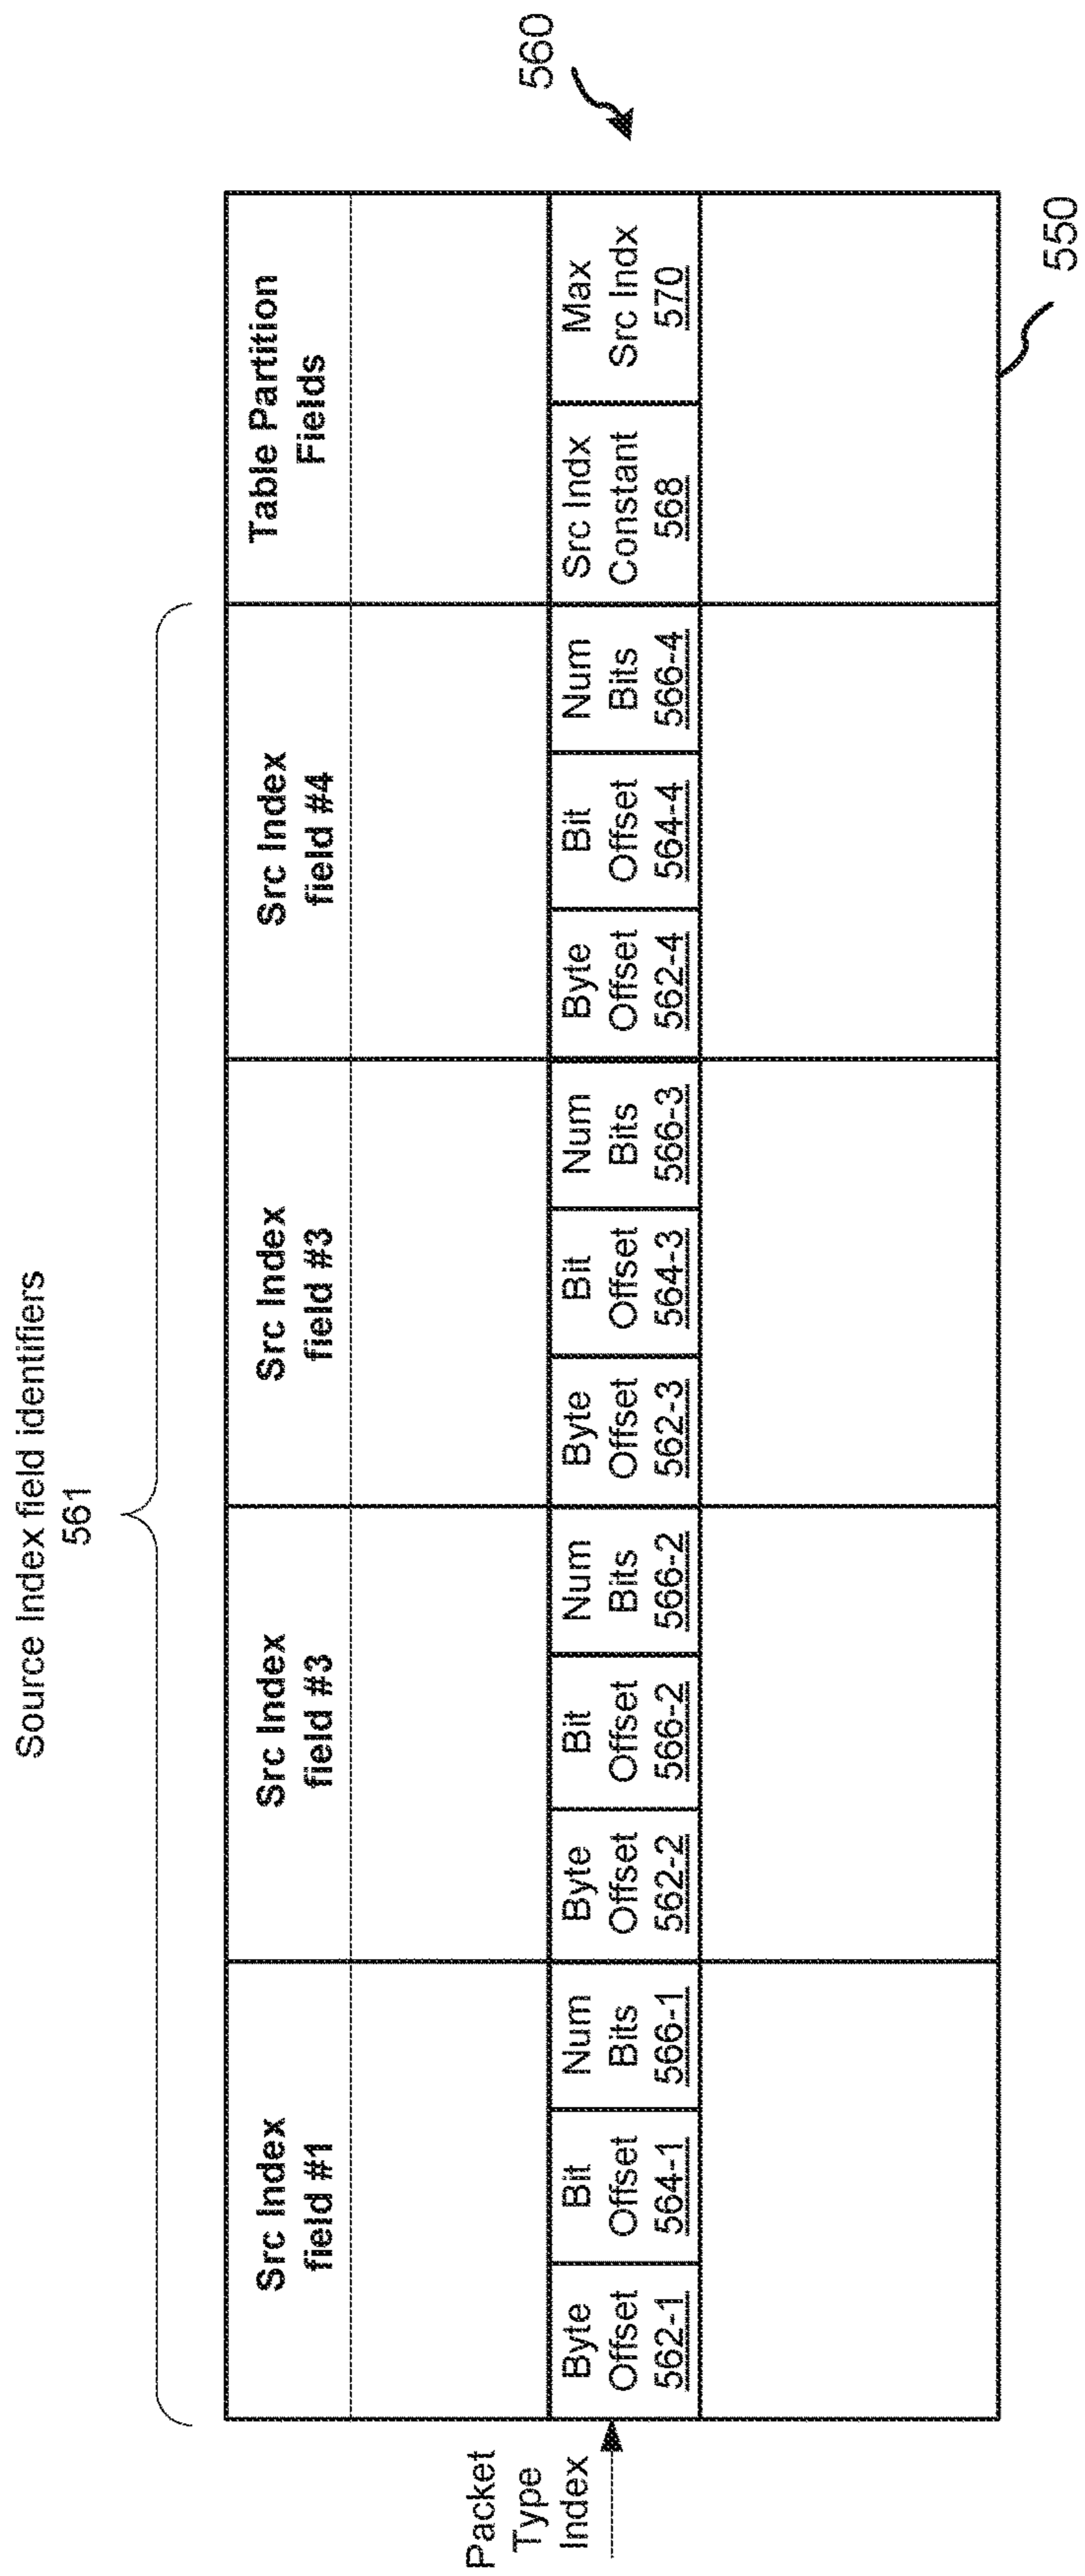 Source Index field identifiers
561
Src Index
field #1
Src Index
field #3
Src Index
field #3
Src Index
field #4
Table Partition
Fields
560
Packet
Type
Index
Byte
Offset
562-1
Bit
Offset
564-1
Num
Bits
566-1
Byte
Offset
562-2
Bit
Offset
566-2
Num
Bits
566-2
Byte
Offset
562-3
Bit
Offset
564-3
Num
Bits
566-3
Byte
Offset
562-4
Bit
Offset
564-4
Num
Bits
566-4
Src Indx
Constant
568
Max
Src Indx
570
550